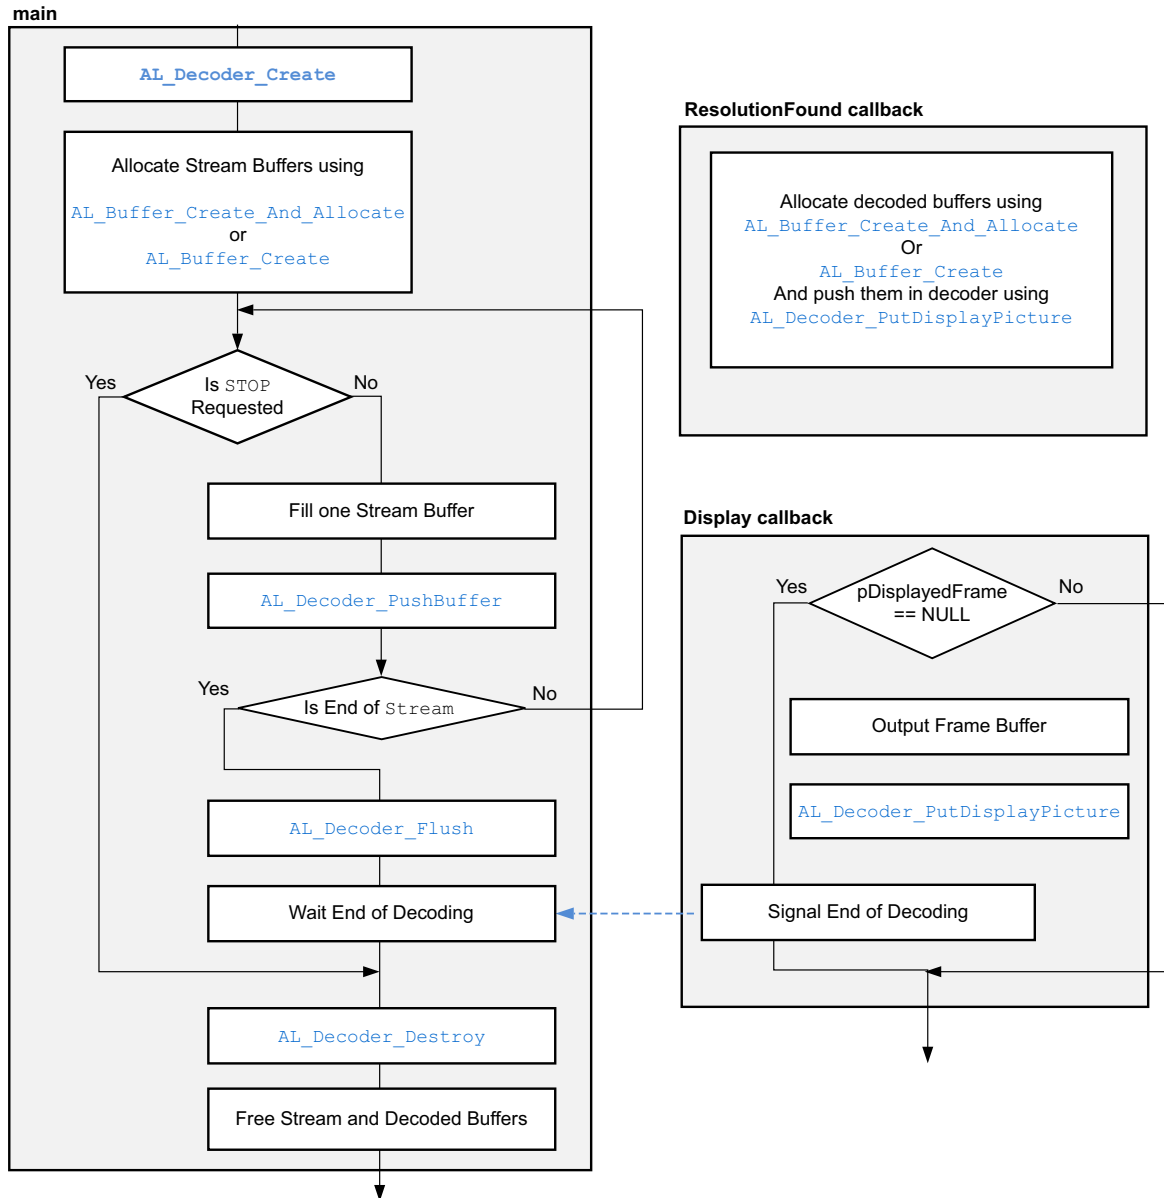 main
AL_Decoder_Create
Allocate Stream Buffers using
AL_Buffer_Create_And_Allocate
or
AL_Buffer_Create
Yes
Is STOP
Requested
No
Fill one Stream Buffer
AL_Decoder_PushBuffer
Yes
Is End of Stream
No
AL_Decoder_Flush
Wait End of Decoding
AL_Decoder_Destroy
Free Stream and Decoded Buffers
ResolutionFound callback
Allocate decoded buffers using
AL_Buffer_Create_And_Allocate
Or
AL_Buffer_Create
And push them in decoder using
AL_Decoder_PutDisplayPicture
Display callback
Yes
pDisplayedFrame
== NULL
No
Output Frame Buffer
AL_Decoder_PutDisplayPicture
Signal End of Decoding